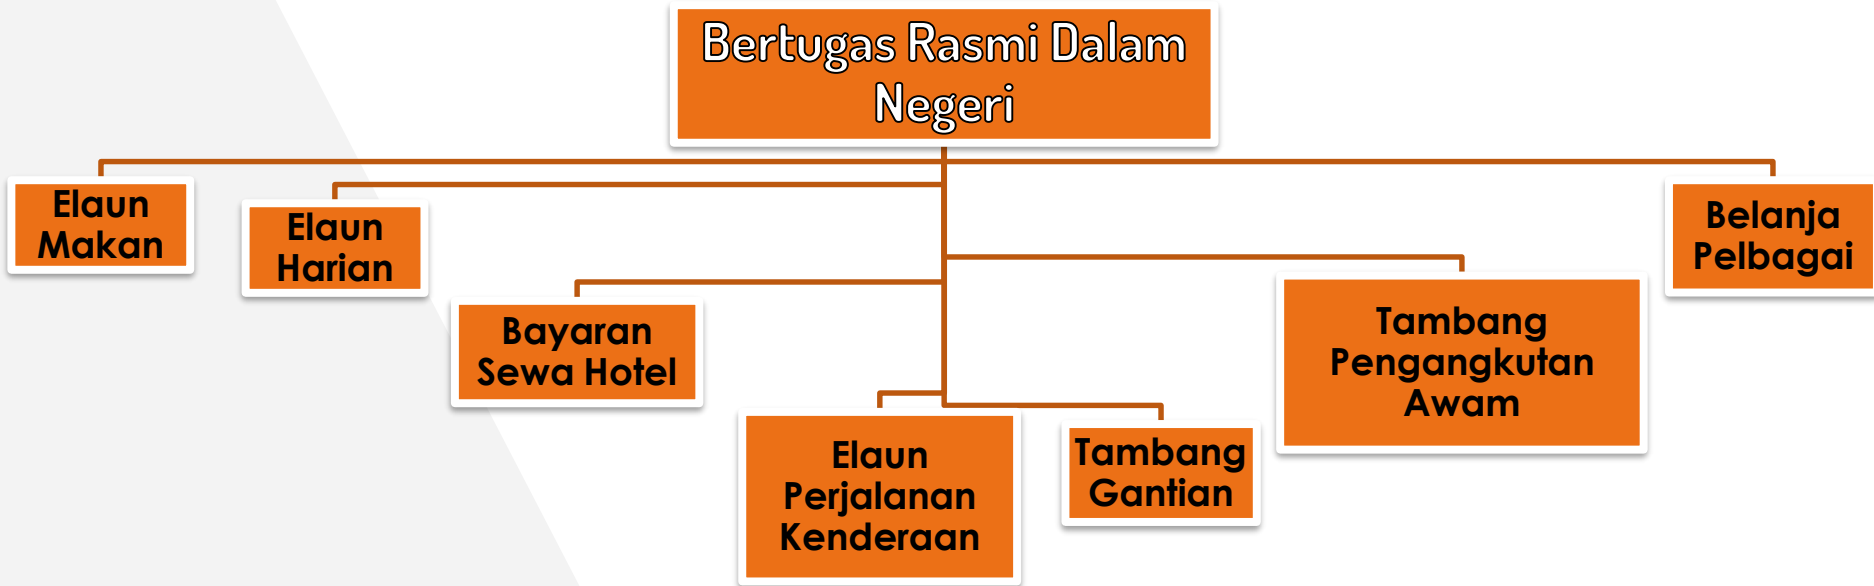 Bertugas Rasmi Dalam
Negeri
Elaun
Makan
Elaun
Harian
Bayaran
Sewa Hotel
Elaun
Perjalanan
Kenderaan
Tambang
Gantian
Tambang
Pengangkutan
Awam
Belanja
Pelbagai